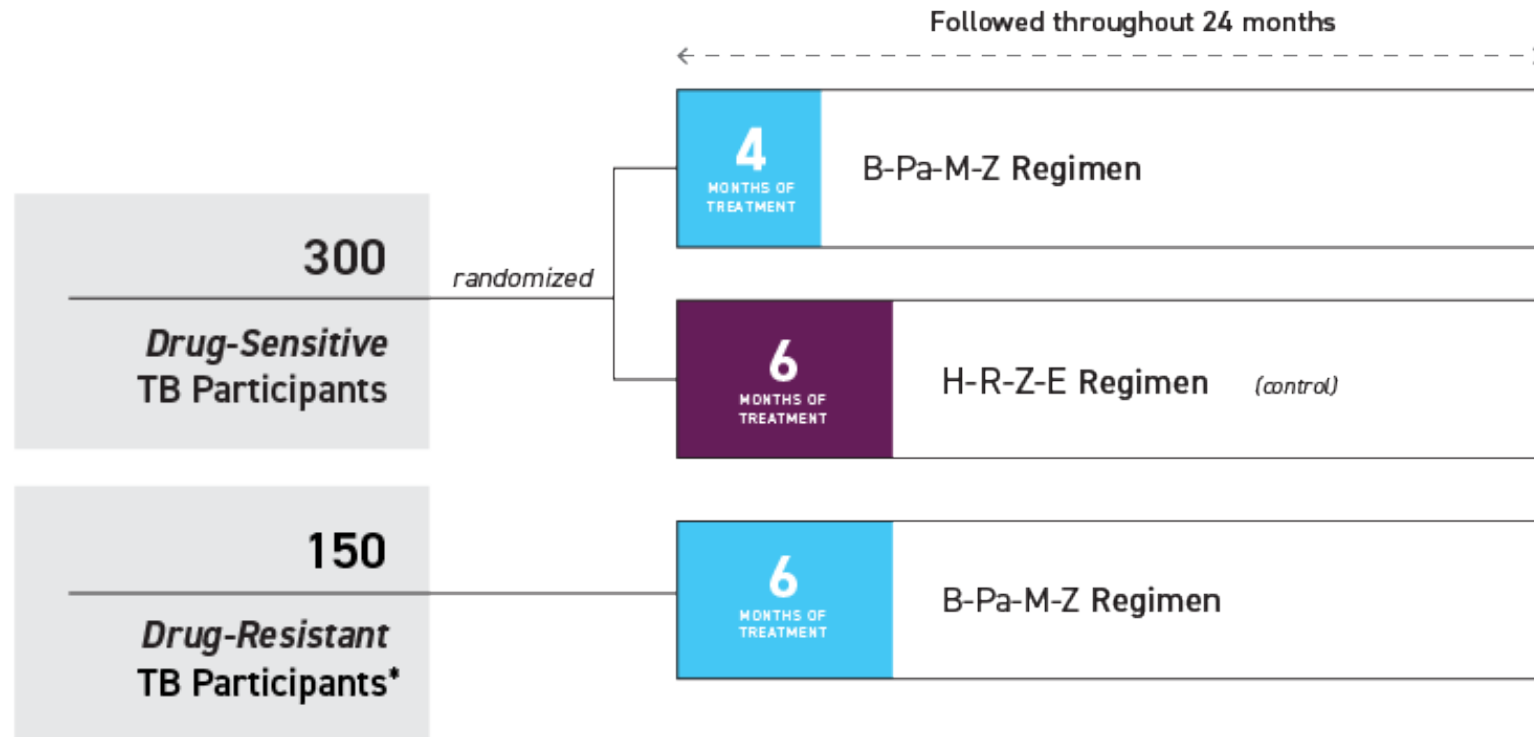 Followed throughout 24 months
4
MONTHS OF
TREATMENT
B-Pa-M-Z Regimen
300
randomized
Drug-Sensitive
TB Participants
6
MONTHS OF
TREATMENT
H-R-Z-E Regimen (control)
150
Drug-Resistant
TB Participants*
6
MONTHS OF
TREATMENT
B-Pa-M-Z Regimen